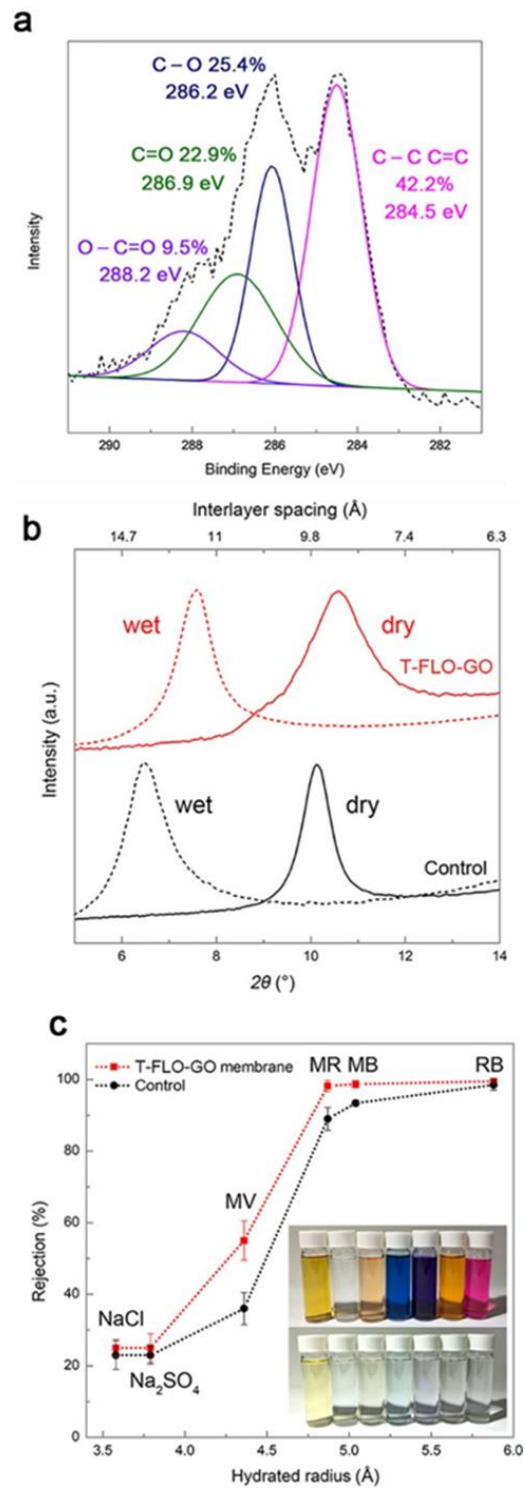 a
C – O 25.4%
286.2 eV
C=O 22.9%
286.9 eV
C – C C=C
42.2%
284.5 eV
O – C=O 9.5%
288.2 eV
Intensity
290 288 286 284 282
Binding Energy (eV)
b
Interlayer spacing (Å)
14.7 11 9.8 7.4 6.3
wet dry
T-FLO-GO
wet dry
Control
Intensity (a.u.)
6 8 10 12 14
2θ (°)
c
T-FLO-GO membrane
Control
MR MB RB
MV
NaCl
Na₂SO₄
Rejection (%)
100
80
60
40
20
0
3.5 4.0 4.5 5.0 5.5 6.0
Hydrated radius (Å)